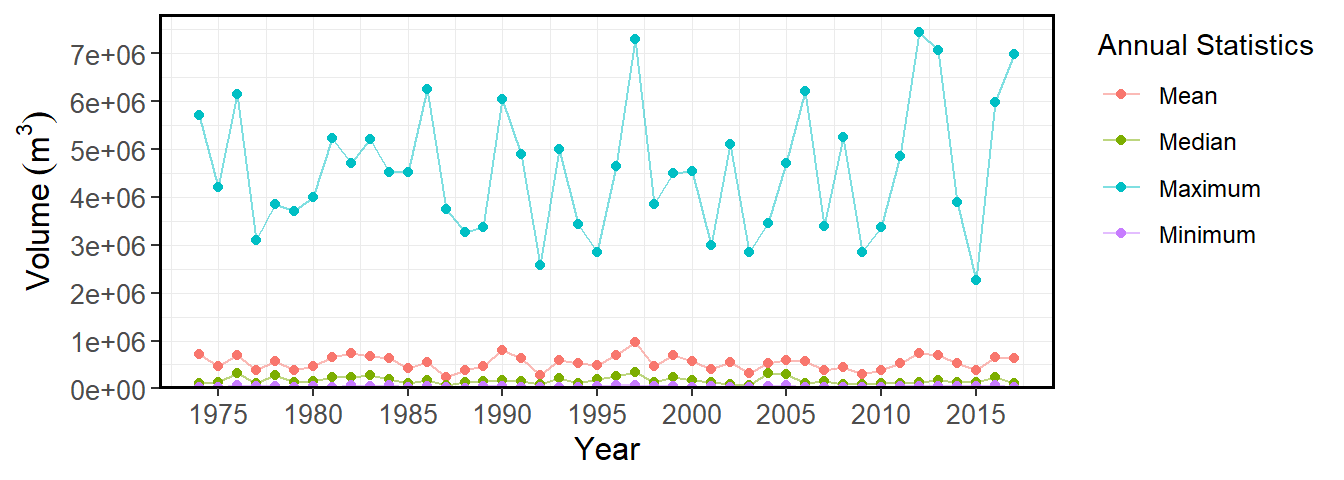 7e+06
6e+06
5e+06
4e+06
3e+06
2e+06
1e+06
0e+00
Volume (m³)
1975 1980 1985 1990 1995 2000 2005 2010 2015
Year
Annual Statistics
Mean
Median
Maximum
Minimum